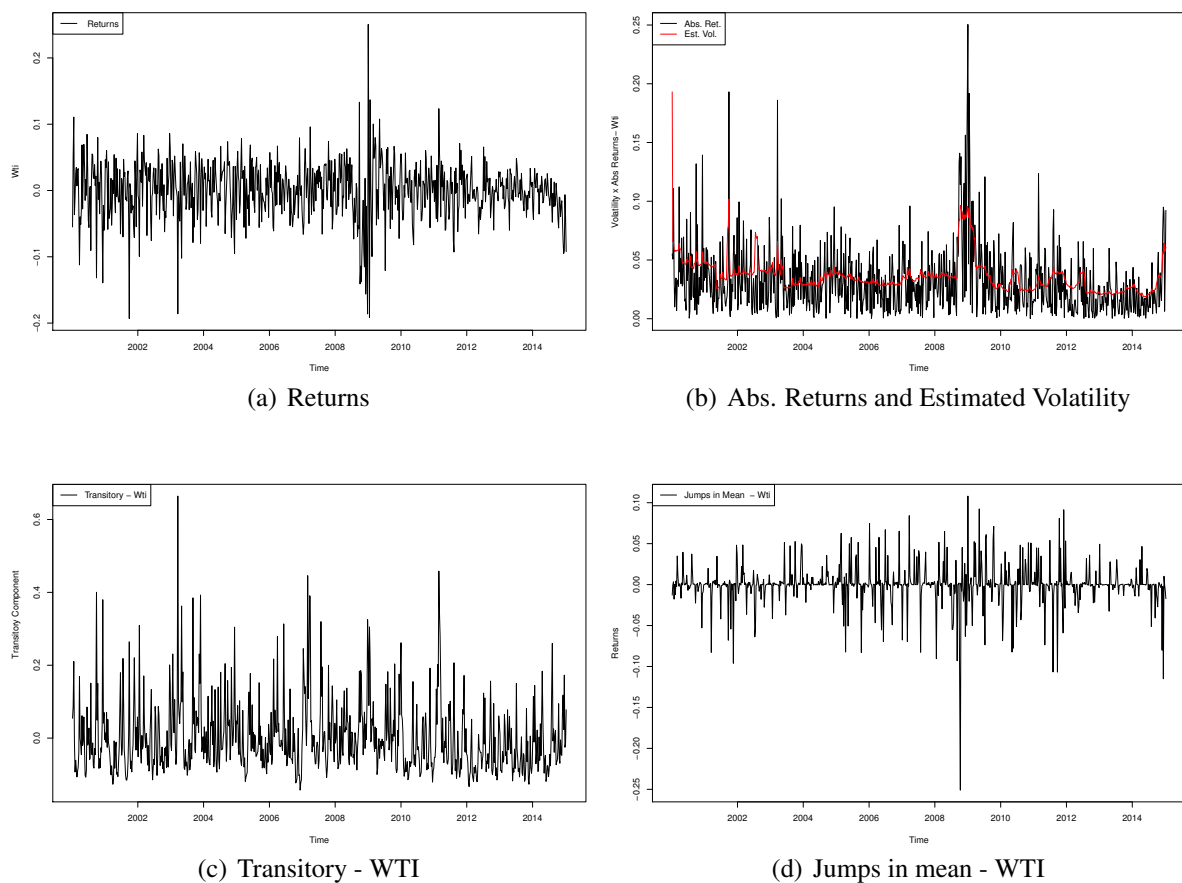 Returns
Wti
0.2
0.1
0.0
−0.1
−0.2
2002 2004 2006 2008 2010 2012 2014
Time
(a) Returns
Abs. Ret.
Est. Vol.
Volatility x Abs Returns− Wti
0.25
0.20
0.15
0.10
0.05
0.00
2002 2004 2006 2008 2010 2012 2014
Time
(b) Abs. Returns and Estimated Volatility
Transitory − Wti
Transitory Component
0.6
0.4
0.2
0.0
2002 2004 2006 2008 2010 2012 2014
Time
(c) Transitory - WTI
Jumps in Mean − Wti
Returns
0.10
0.05
0.00
−0.05
−0.10
−0.15
−0.20
−0.25
2002 2004 2006 2008 2010 2012 2014
Time
(d) Jumps in mean - WTI